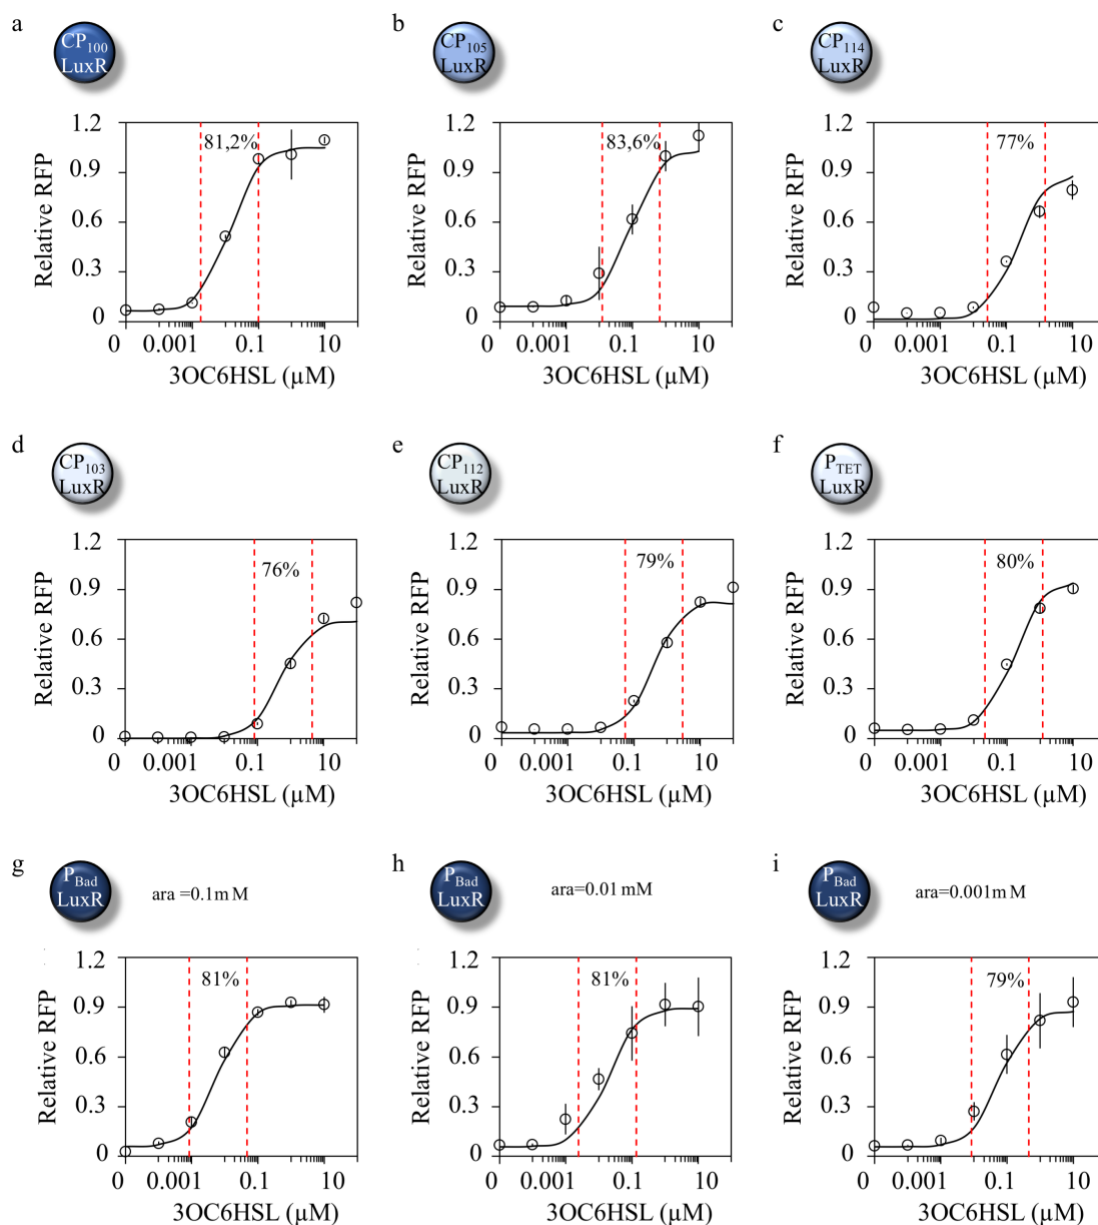 a
CP100
LuxR
b
CP105
LuxR
c
CP114
LuxR
1.2
0.9
0.6
0.3
0
Relative RFP
81,2%
0 0.001 0.1 10
3OC6HSL (µM)
1.2
0.9
0.6
0.3
0
Relative RFP
83,6%
0 0.001 0.1 10
3OC6HSL (µM)
1.2
0.9
0.6
0.3
0
Relative RFP
77%
0 0.001 0.1 10
3OC6HSL (µM)
d
CP103
LuxR
e
CP112
LuxR
f
PTET
LuxR
1.2
0.9
0.6
0.3
0
Relative RFP
76%
0 0.001 0.1 10
3OC6HSL (µM)
1.2
0.9
0.6
0.3
0
Relative RFP
79%
0 0.001 0.1 10
3OC6HSL (µM)
1.2
0.9
0.6
0.3
0
Relative RFP
80%
0 0.001 0.1 10
3OC6HSL (µM)
g
PBad
LuxR
ara =0.1m M
h
PBad
LuxR
ara=0.01 mM
i
PBad
LuxR
ara=0.001m M
1.2
0.9
0.6
0.3
0
Relative RFP
81%
0 0.001 0.1 10
3OC6HSL (µM)
1.2
0.9
0.6
0.3
0
Relative RFP
81%
0 0.001 0.1 10
3OC6HSL (µM)
1.2
0.9
0.6
0.3
0
Relative RFP
79%
0 0.001 0.1 10
3OC6HSL (µM)